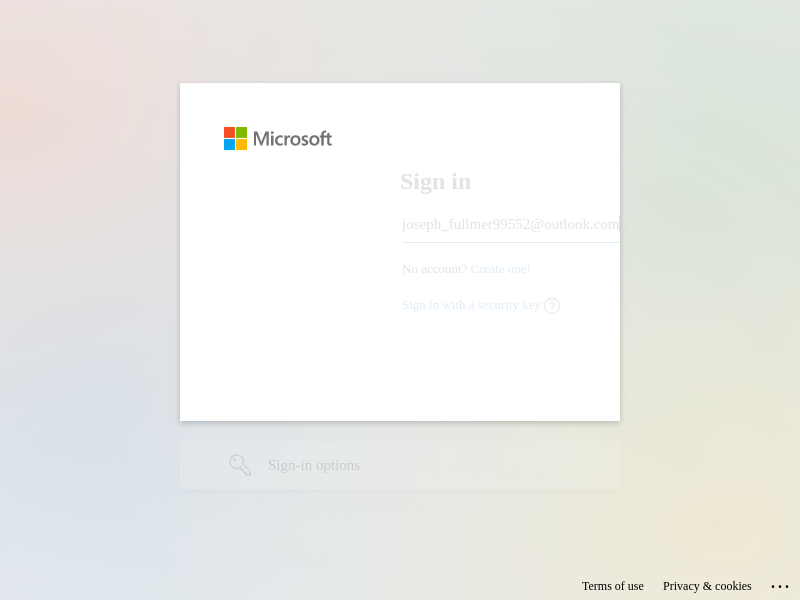 Microsoft
Sign in
joseph_fullmer99552@outlook.com
No account? Create one!
Sign in with a security key ?
Sign-in options
Terms of use Privacy & cookies ...